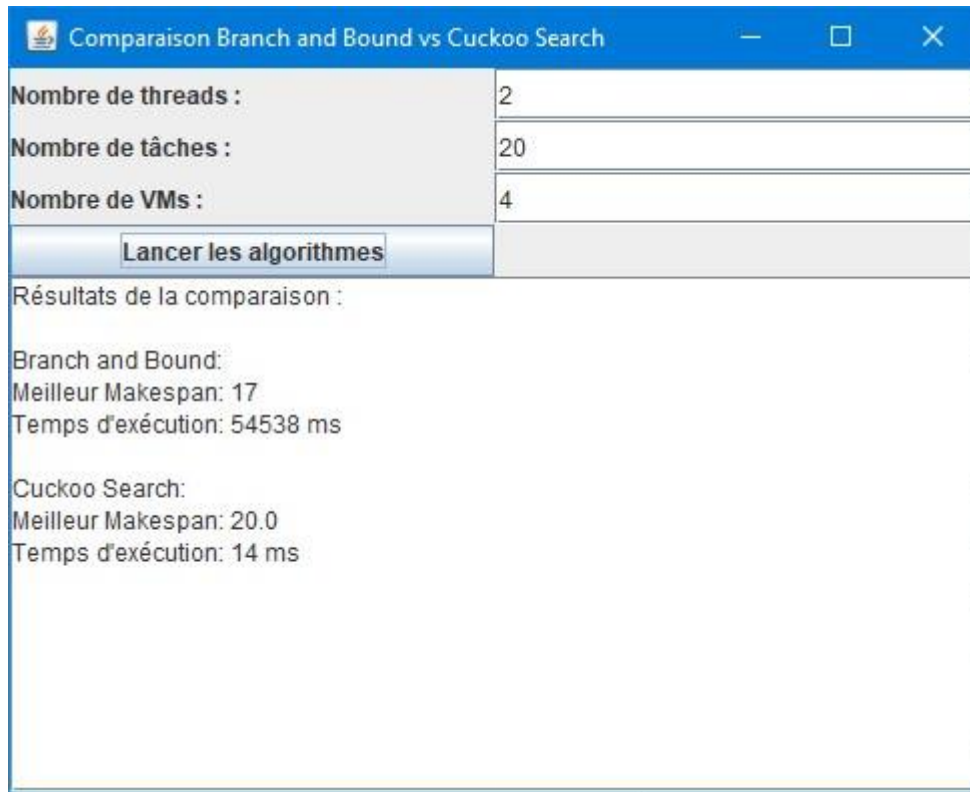 Comparaison Branch and Bound vs Cuckoo Search
Nombre de threads : 2
Nombre de tâches : 20
Nombre de VMs : 4
Lancer les algorithmes
Résultats de la comparaison :
Branch and Bound:
Meilleur Makespan: 17
Temps d'exécution: 54538 ms
Cuckoo Search:
Meilleur Makespan: 20.0
Temps d'exécution: 14 ms